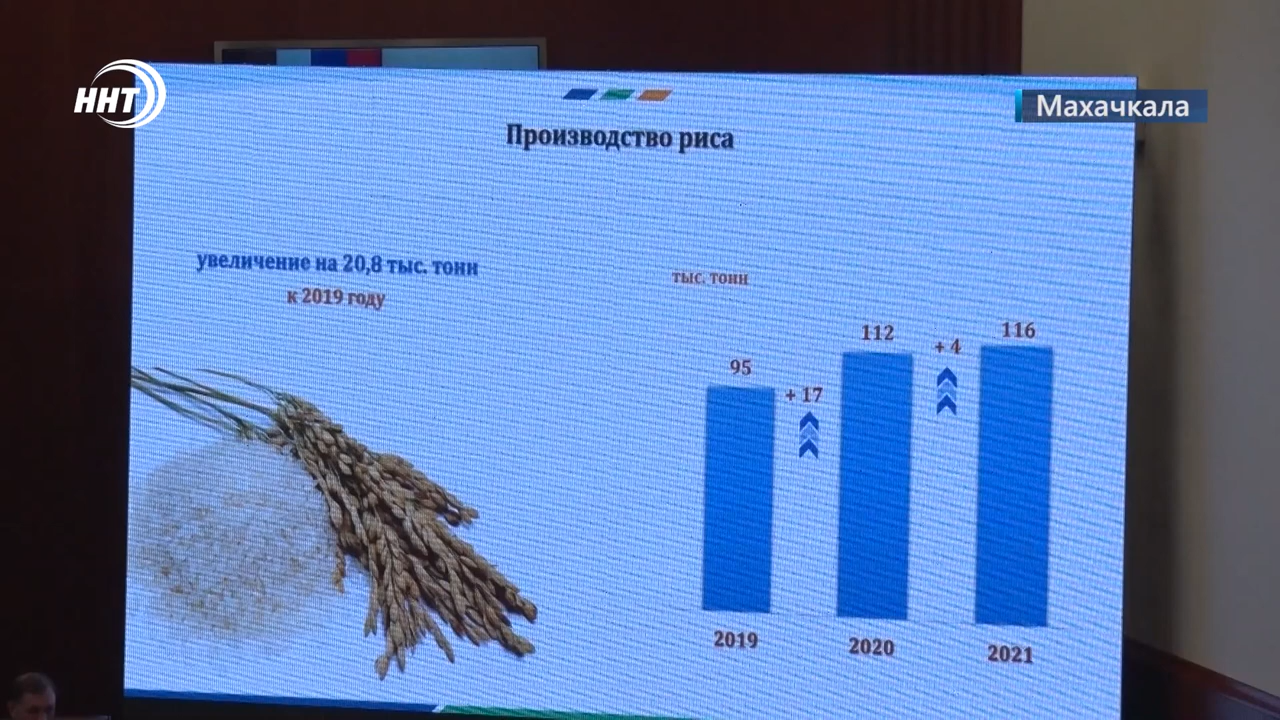 ННТ
Махачкала
Производство риса
увеличение на 20,8 тыс. тонн
к 2019 году
тыс. тонн
95
+ 17
112
+ 4
116
2019
2020
2021